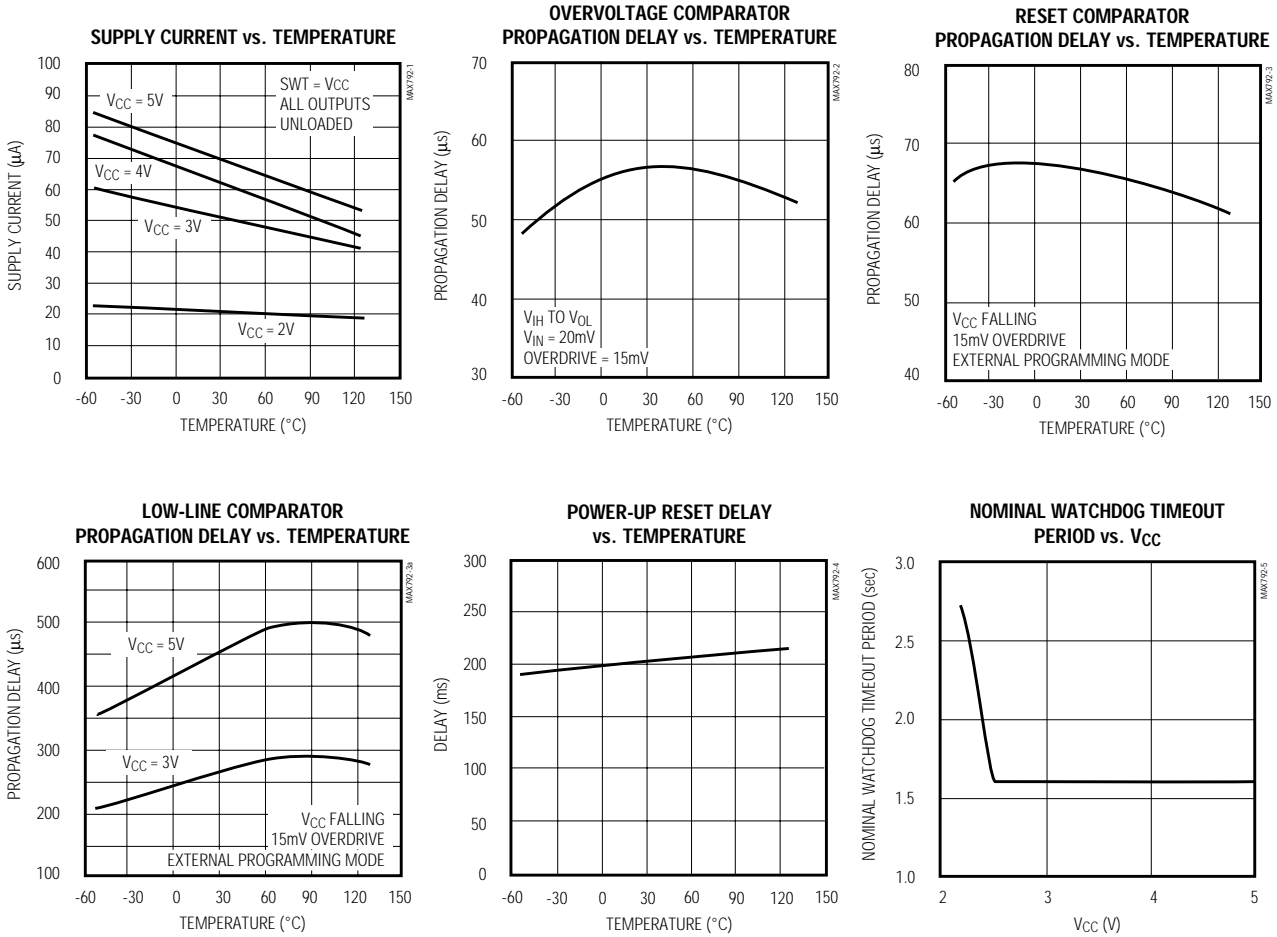 SUPPLY CURRENT vs. TEMPERATURE
100
90
80
70
60
50
40
30
20
10
0
SUPPLY CURRENT (µA)
VCC = 5V
VCC = 4V
VCC = 3V
VCC = 2V
SWT = VCC
ALL OUTPUTS
UNLOADED
MAX792-1
-60 -30 0 30 60 90 120 150
TEMPERATURE (°C)
OVERVOLTAGE COMPARATOR
PROPAGATION DELAY vs. TEMPERATURE
70
60
50
40
30
PROPAGATION DELAY (µs)
VIH TO VOL
VIN = 20mV
OVERDRIVE = 15mV
MAX792-2
-60 -30 0 30 60 90 120 150
TEMPERATURE (°C)
RESET COMPARATOR
PROPAGATION DELAY vs. TEMPERATURE
80
70
60
50
40
PROPAGATION DELAY (µs)
VCC FALLING
15mV OVERDRIVE
EXTERNAL PROGRAMMING MODE
MAX792-3
-60 -30 0 30 60 90 120 150
TEMPERATURE (°C)
LOW-LINE COMPARATOR
PROPAGATION DELAY vs. TEMPERATURE
600
500
400
300
200
100
PROPAGATION DELAY (µs)
VCC = 5V
VCC = 3V
VCC FALLING
15mV OVERDRIVE
EXTERNAL PROGRAMMING MODE
MAX792-3a
-60 -30 0 30 60 90 120 150
TEMPERATURE (°C)
POWER-UP RESET DELAY
vs. TEMPERATURE
300
250
200
150
100
50
0
DELAY (ms)
MAX792-4
-60 -30 0 30 60 90 120 150
TEMPERATURE (°C)
NOMINAL WATCHDOG TIMEOUT
PERIOD vs. VCC
3.0
2.5
2.0
1.5
1.0
NOMINAL WATCHDOG TIMEOUT PERIOD (sec)
MAX792-5
2 3 4 5
VCC (V)